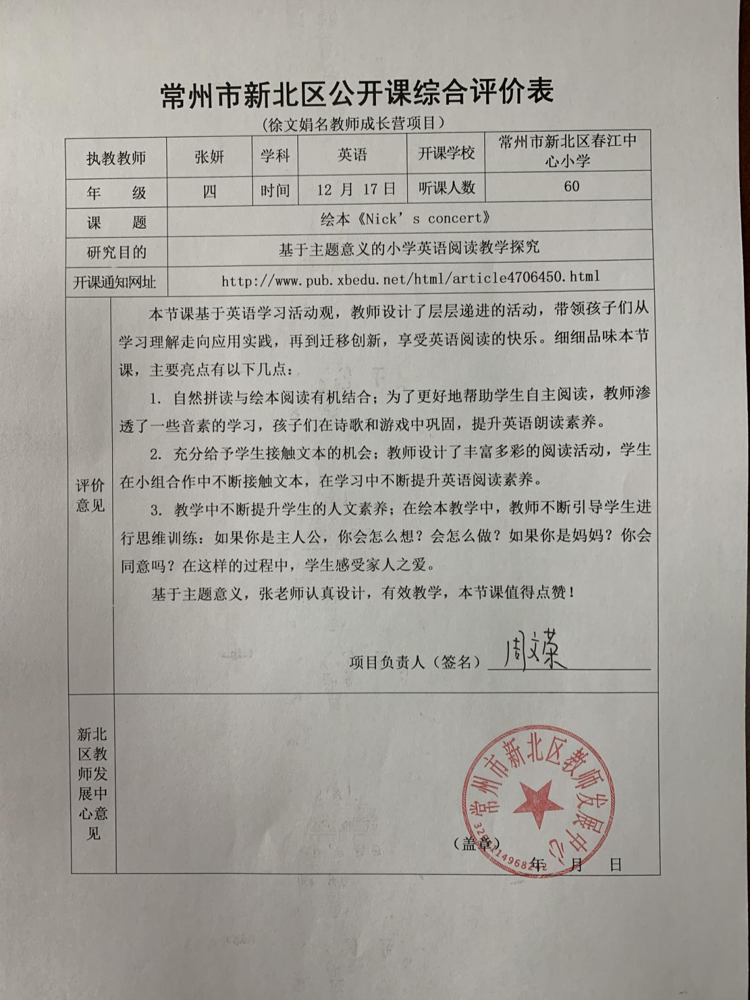 常州市新北区公开课综合评价表
(徐文娟名教师成长营项目）
执教教师 张妍 学科 英语 开课学校 常州市新北区春江中
心小学
年 级 四 时间 12 月 17日 听课人数 60
课 题 绘本《Nick’s concert》
研究目的 基于主题意义的小学英语阅读教学探究
开课通知网址 http://www.pub.xbedu.net/html/article4706450.html
评价
意见
本节课基于英语学习活动观，教师设计了层层递进的活动，带领孩子们从
学习理解走向应用实践，再到迁移创新，享受英语阅读的快乐。细细品味本节
课，主要亮点有以下几点：
1. 自然拼读与绘本阅读有机结合；为了更好地帮助学生自主阅读，教师渗
透了一些音素的学习，孩子们在诗歌和游戏中巩固，提升英语朗读素养。
2. 充分给予学生接触文本的机会；教师设计了丰富多彩的阅读活动，学生
在小组合作中不断接触文本，在学习中不断提升英语阅读素养。
3. 教学中不断提升学生的人文素养；在绘本教学中，教师不断引导学生进
行思维训练：如果你是主人公，你会怎么想？会怎么做？如果你是妈妈？你会
同意吗？在这样的过程中，学生感受家人之爱。
基于主题意义，张老师认真设计，有效教学，本节课值得点赞！
项目负责人（签名） 周文荣
新北
区教
师发
展中
心意
见
常州市新北区教师发展中心
（盖章）
年 月 日